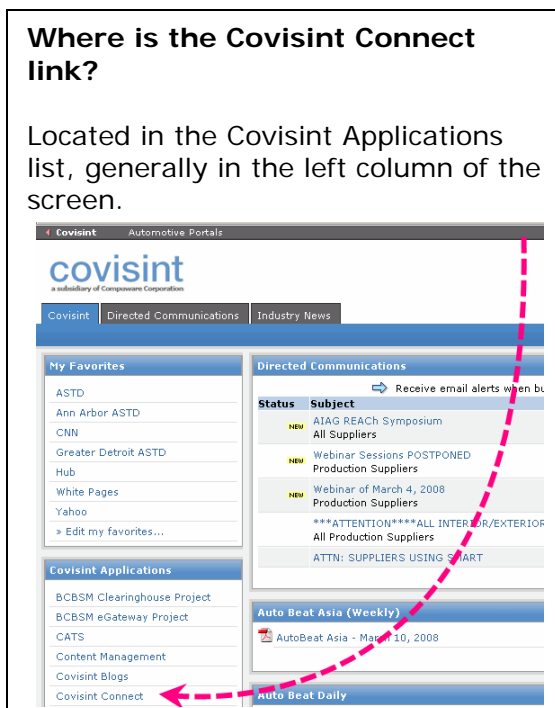 Where is the Covisint Connect
link?
Located in the Covisint Applications
list, generally in the left column of the
screen.
Covisint Automotive Portals
covisint
a subsidiary of Compuware Corporation
Covisint Directed Communications Industry News
My Favorites
ASTD
Ann Arbor ASTD
CNN
Greater Detroit ASTD
Hub
White Pages
Yahoo
» Edit my favorites...
Covisint Applications
BCBSM Clearinghouse Project
BCBSM eGateway Project
CATS
Content Management
Covisint Blogs
Covisint Connect
Directed Communications
Receive email alerts when bu
Status Subject
NEW AIAG REACh Symposium
All Suppliers
NEW Webinar Sessions POSTPONED
Production Suppliers
NEW Webinar of March 4, 2008
Production Suppliers
***ATTENTION****ALL INTERIOR/EXTERIOR
All Production Suppliers
ATTN: SUPPLIERS USING SMART
Auto Beat Asia (Weekly)
AutoBeat Asia - March 10, 2008
Auto Beat Daily